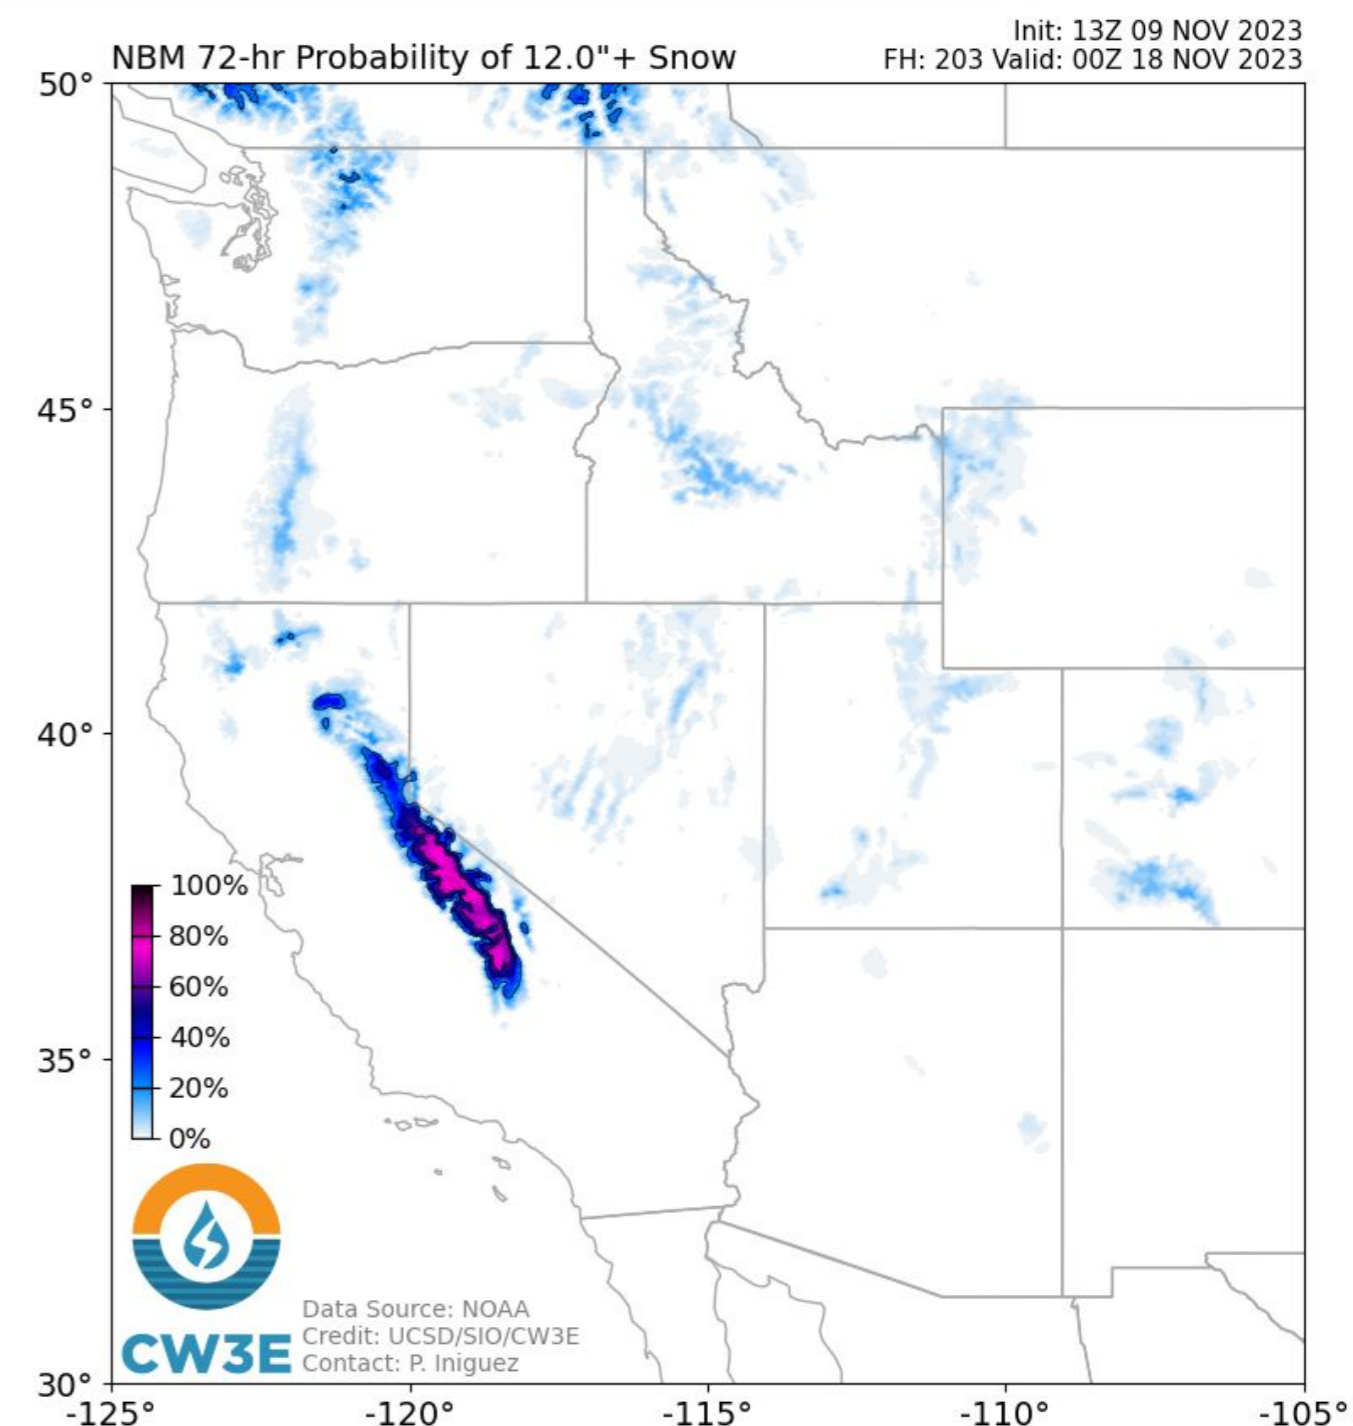 Init: 13Z 09 NOV 2023
NBM 72-hr Probability of 12.0"+ Snow
FH: 203 Valid: 00Z 18 NOV 2023
50°
45°
40°
35°
30°
100%
80%
60%
40%
20%
0%
CW3E
Data Source: NOAA
Credit: UCSD/SIO/CW3E
Contact: P. Iniguez
-125°
-120°
-115°
-110°
-105°